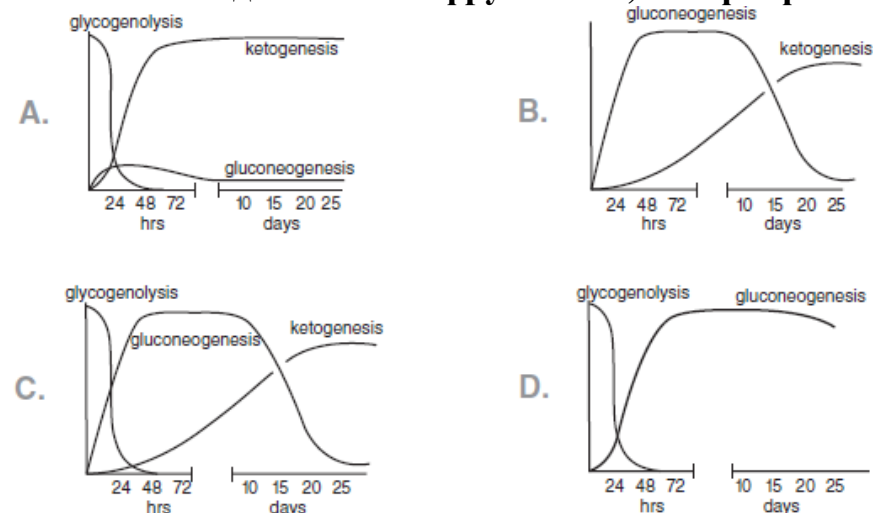 glycogenolysis
ketogenesis
A.
gluconeogenesis
24 48 72
10 15 20 25
hrs
days
gluconeogenesis
ketogenesis
B.
24 48 72
10 15 20 25
hrs
days
glycogenolysis
gluconeogenesis
ketogenesis
C.
24 48 72
10 15 20 25
hrs
days
glycogenolysis
gluconeogenesis
D.
24 48 72
10 15 20 25
hrs
days